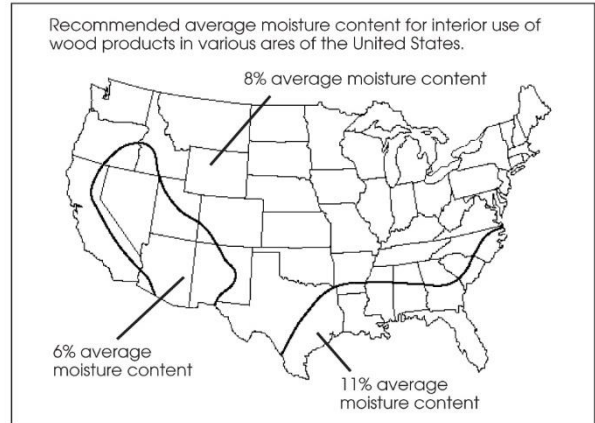 Recommended average moisture content for interior use of
wood products in various ares of the United States.
8% average moisture content
6% average
moisture content
11% average
moisture content